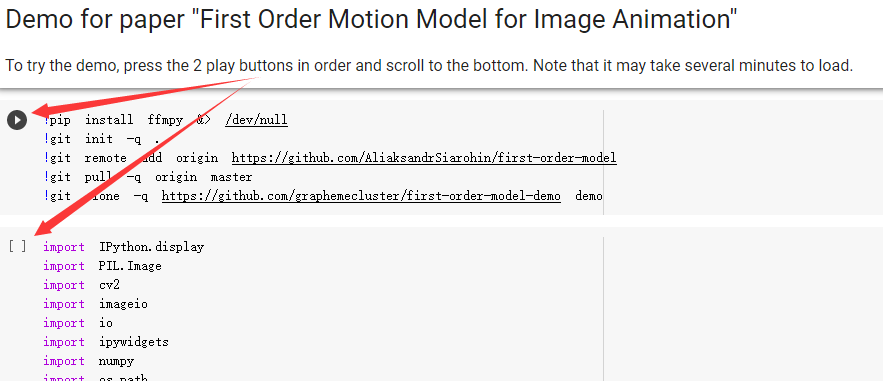 Demo for paper "First Order Motion Model for Image Animation"
To try the demo, press the 2 play buttons in order and scroll to the bottom. Note that it may take several minutes to load.
!pip install ffmpy &> /dev/null
!git init -q .
!git remote add origin https://github.com/AliaksandrSiarohin/first-order-model
!git pull -q origin master
!git clone -q https://github.com/graphemecluster/first-order-model-demo demo
[ ] import IPython.display
import PIL.Image
import cv2
import imageio
import io
import ipywidgets
import numpy
import os.path